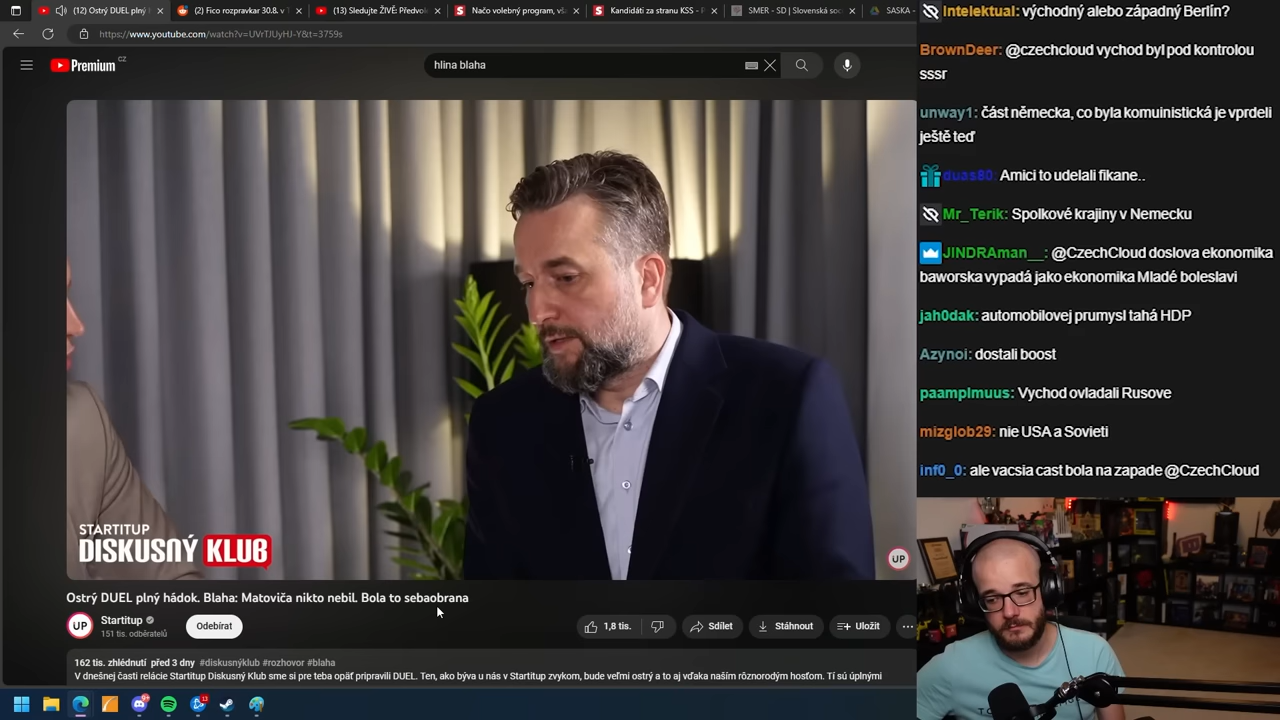 (12) Ostrý DUEL plný h
(2) Fico rozpravkar 30.8. v T
(13) Sledujte ŽIVĚ: Předvol
Načo volebný program, vš
Kandidáti za stranu KSS - P
SMER - SD | Slovenská soc
SASKA -
https://www.youtube.com/watch?v=UVrTJUyHJ-Y&t=3759s
Premium CZ
hlina blaha
STARTITUP
DISKUSNÝ KLUB
UP
Ostrý DUEL plný hádok. Blaha: Matoviča nikto nebil. Bola to sebaobrana
UP
Startitup
151 tis. odběratelů
Odebírat
1,8 tis.
Sdílet
Stáhnout
Uložit
162 tis. zhlédnutí před 3 dny #diskusnýklub #rozhovor #blaha
V dnešnej časti relácie Startitup Diskusný Klub sme si pre teba opäť pripravili DUEL. Ten, ako býva u nás v Startitup zvykom, bude veľmi ostrý a to aj vďaka naším rôznorodým hosťom. Tí sú úplnými
Intelektual: východný alebo západný Berlín?
BrownDeer: @czechcloud vychod byl pod kontrolou
sssr
unway1: část německa, co byla komuinistická je vprdeli
ještě teď
duas80: Amici to udelali fikane..
Mr_Terik: Spolkové krajiny v Nemecku
JINDRAman__: @CzechCloud doslova ekonomika
baworska vypadá jako ekonomika Mladé boleslavi
jah0dak: automobilovej prumysl tahá HDP
Azynoi: dostali boost
paamplmuus: Vychod ovladali Rusove
mizglob29: nie USA a Sovieti
inf0_0: ale vacsia cast bola na zapade @CzechCloud